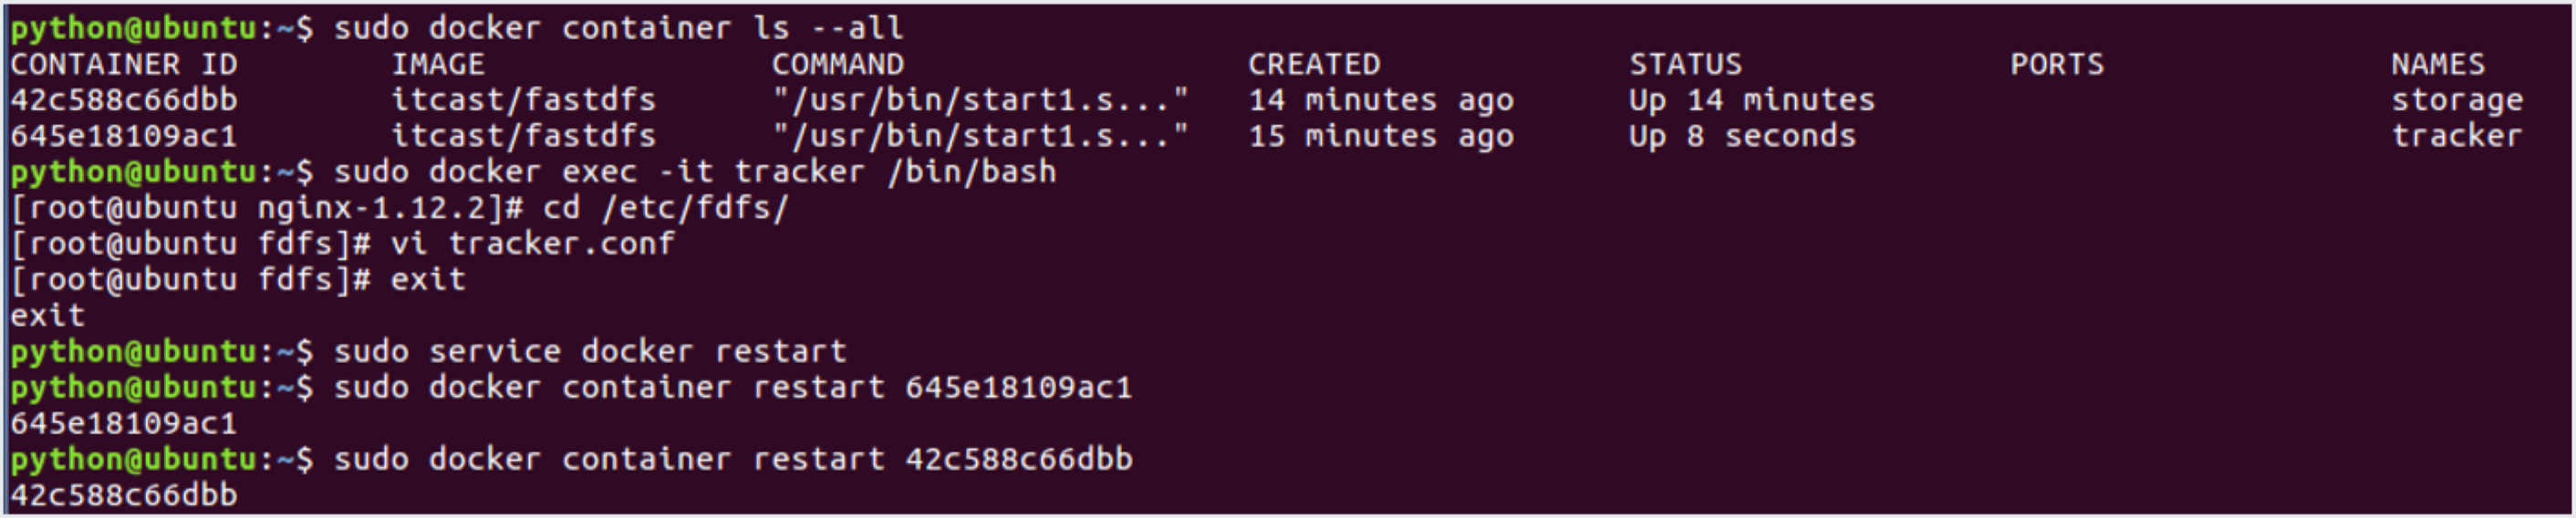 python@ubuntu:~$ sudo docker container ls --all
CONTAINER ID        IMAGE               COMMAND                  CREATED             STATUS              PORTS               NAMES
42c588c66dbb        itcast/fastdfs      "/usr/bin/start1.s..."   14 minutes ago      Up 14 minutes                           storage
645e18109ac1        itcast/fastdfs      "/usr/bin/start1.s..."   15 minutes ago      Up 8 seconds                            tracker
python@ubuntu:~$ sudo docker exec -it tracker /bin/bash
[root@ubuntu nginx-1.12.2]# cd /etc/fdfs/
[root@ubuntu fdfs]# vi tracker.conf
[root@ubuntu fdfs]# exit
exit
python@ubuntu:~$ sudo service docker restart
python@ubuntu:~$ sudo docker container restart 645e18109ac1
645e18109ac1
python@ubuntu:~$ sudo docker container restart 42c588c66dbb
42c588c66dbb